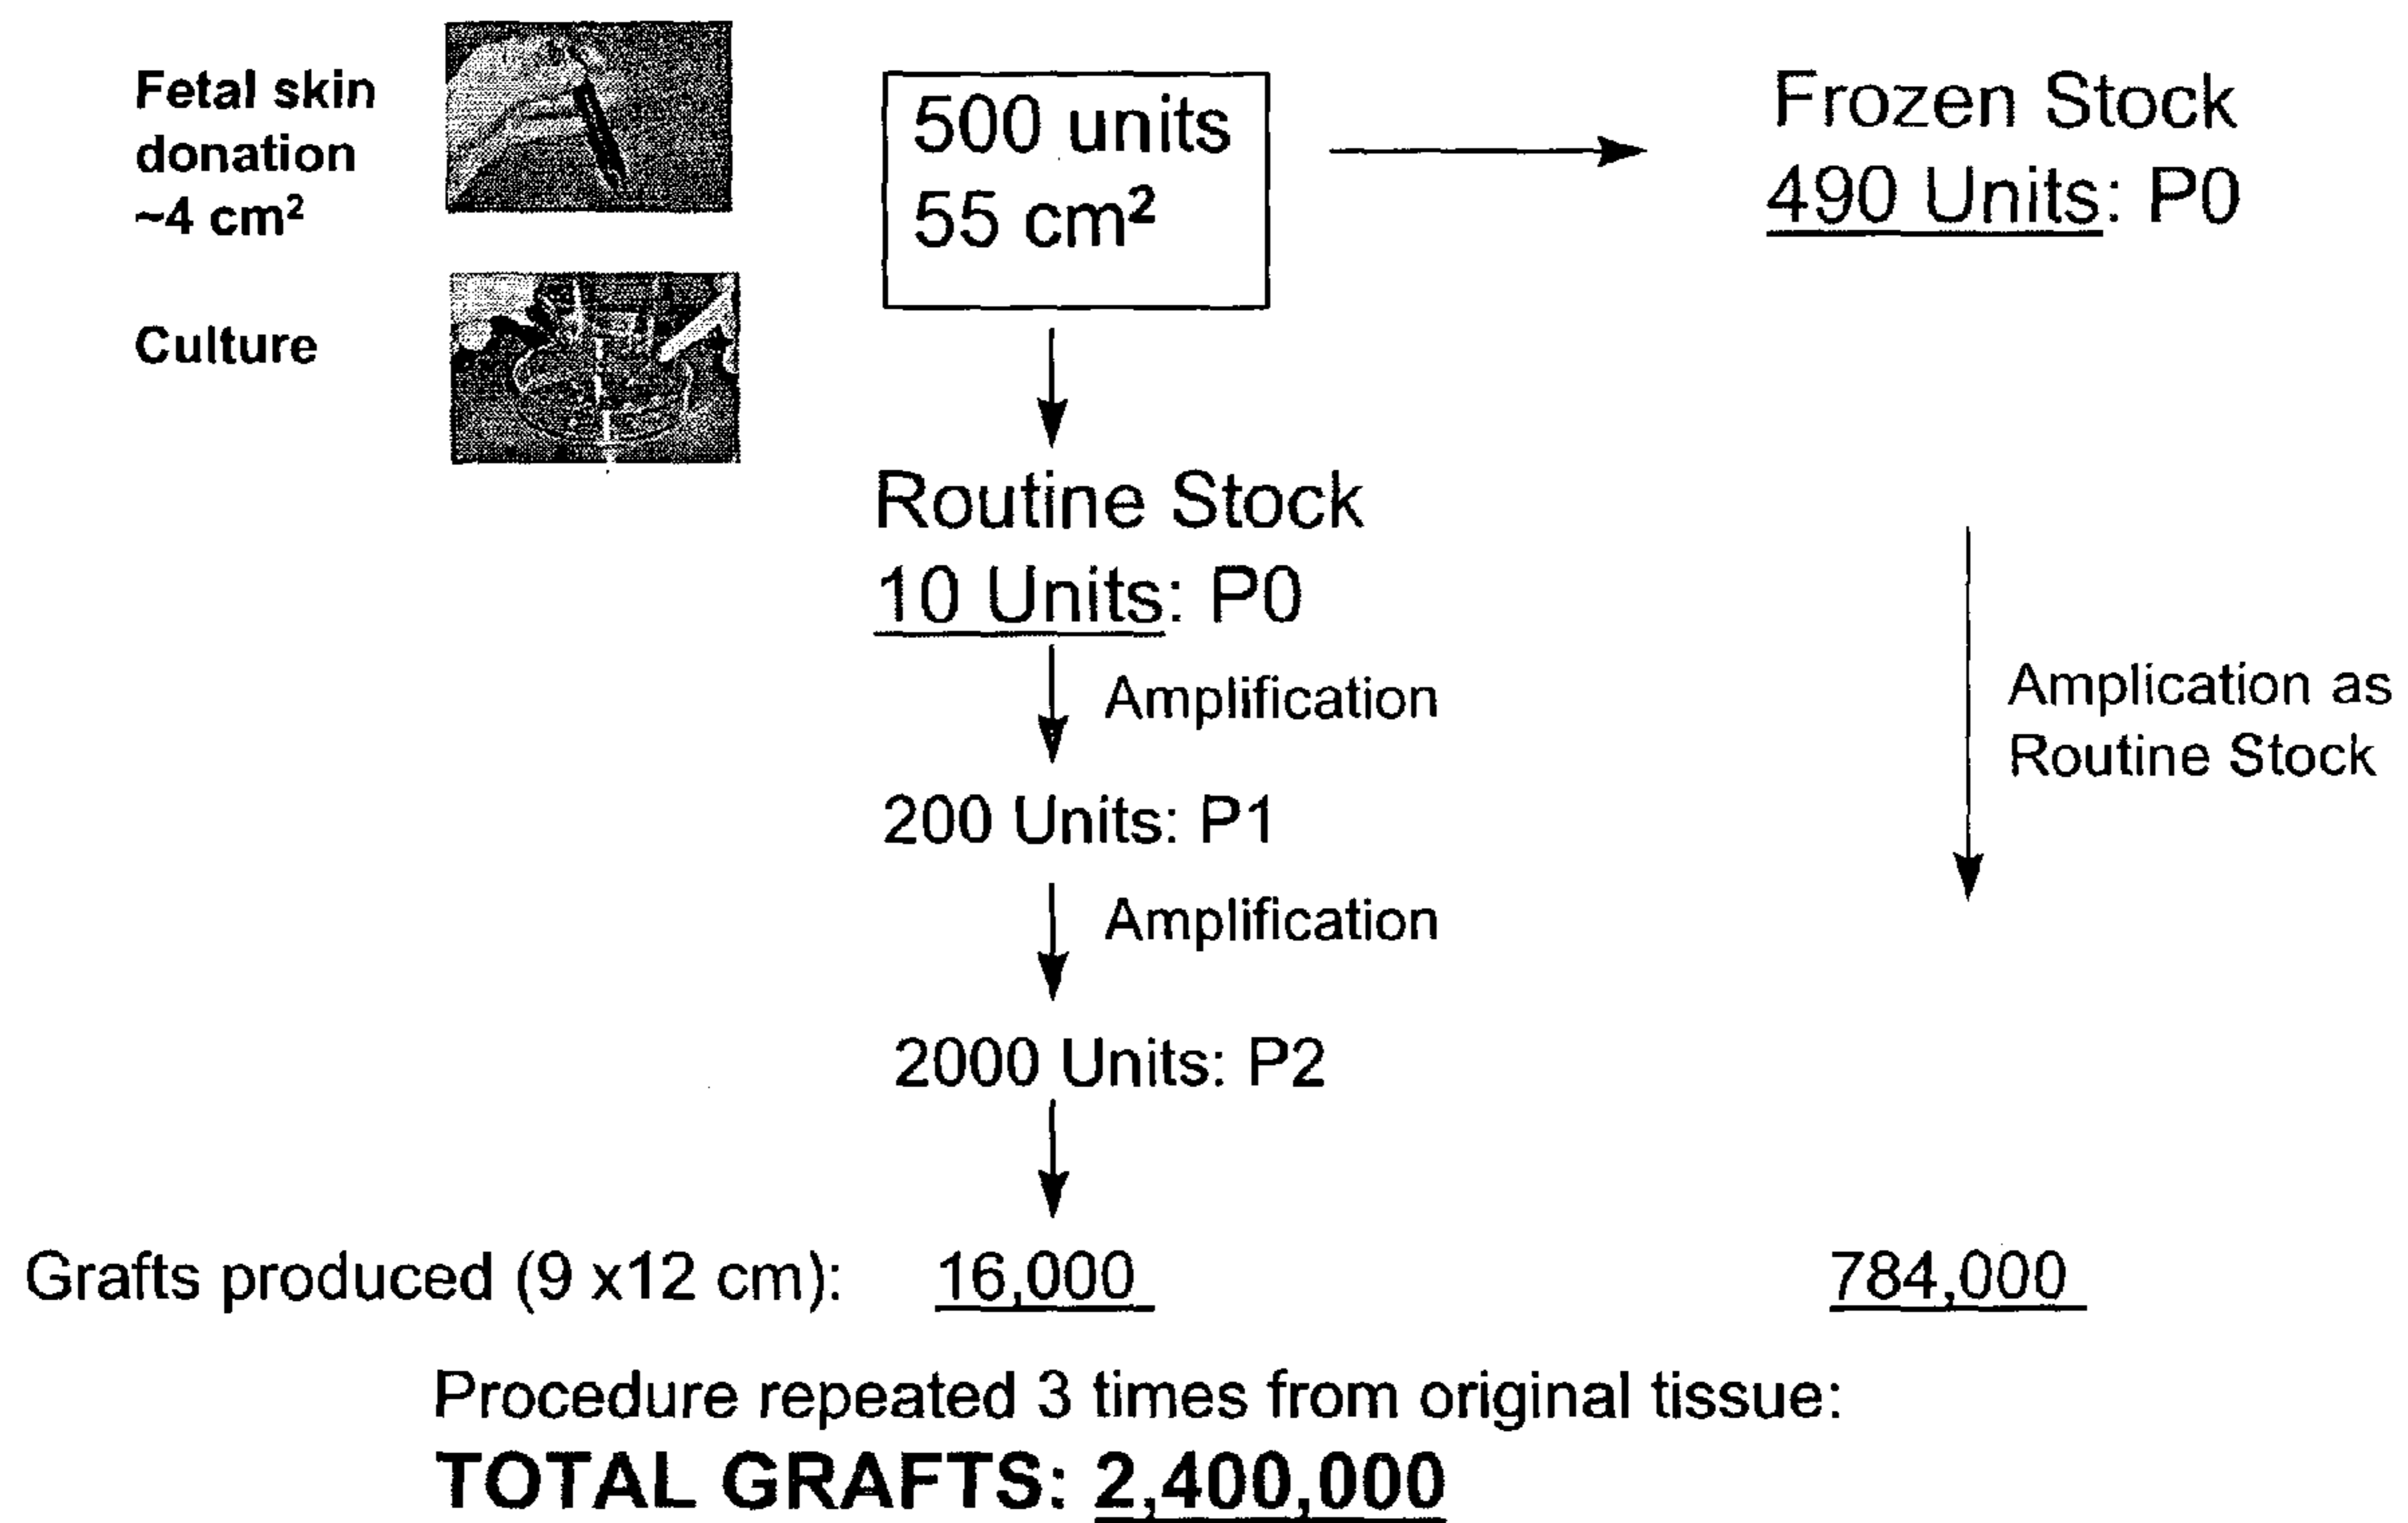 Fetal skin
donation
~4 cm²
Culture
500 units
55 cm²
Frozen Stock
490 Units: P0
Routine Stock
10 Units: P0
Amplification
Amplication as
Routine Stock
200 Units: P1
Amplification
2000 Units: P2
Grafts produced (9 x12 cm): 16,000 784,000
Procedure repeated 3 times from original tissue:
TOTAL GRAFTS: 2,400,000